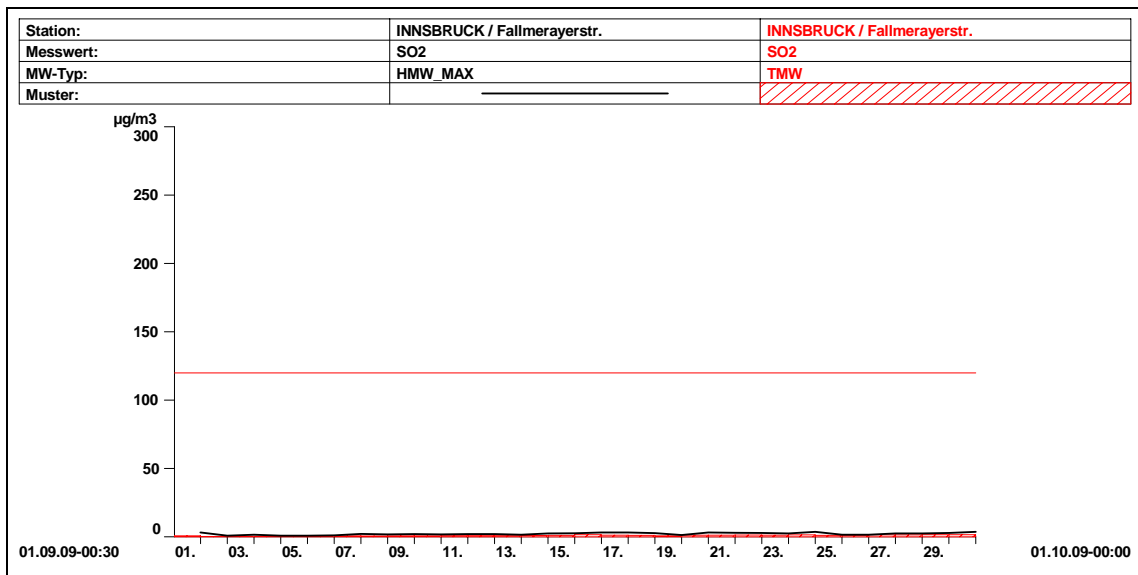 Station: INNSBRUCK / Fallmerayerstr. INNSBRUCK / Fallmerayerstr.
Messwert: SO2 SO2
MW-Typ: HMW_MAX TMW
Muster:
µg/m3
300
250
200
150
100
50
0
01.09.09-00:30 01. 03. 05. 07. 09. 11. 13. 15. 17. 19. 21. 23. 25. 27. 29. 01.10.09-00:00